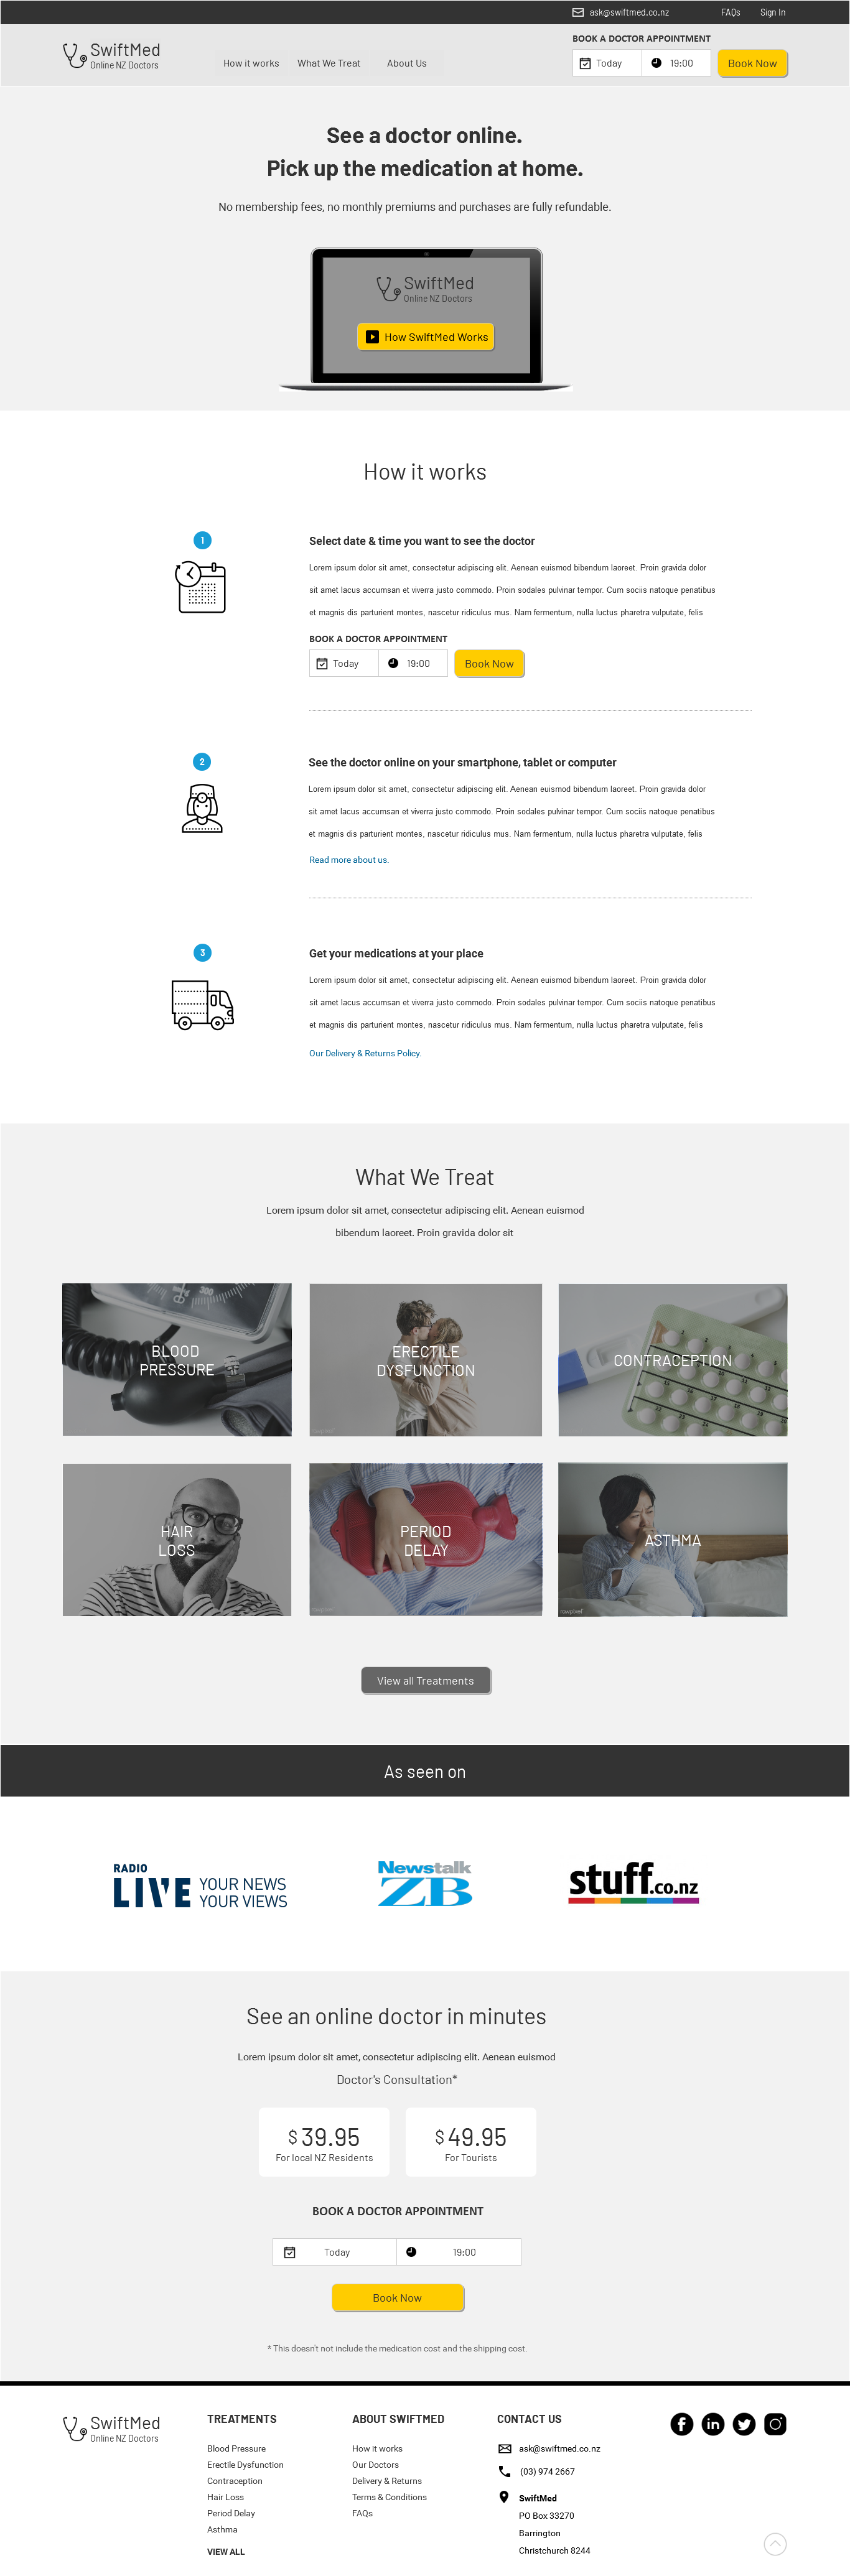 ask@swiftmed.co.nz FAQs Sign In
SwiftMed
Online NZ Doctors
How it works What We Treat About Us
BOOK A DOCTOR APPOINTMENT
Today 19:00 Book Now
See a doctor online.
Pick up the medication at home.
No membership fees, no monthly premiums and purchases are fully refundable.
SwiftMed
Online NZ Doctors
How SwiftMed Works
How it works
1
Select date & time you want to see the doctor
Lorem ipsum dolor sit amet, consectetur adipiscing elit. Aenean euismod bibendum laoreet. Proin gravida dolor
sit amet lacus accumsan et viverra justo commodo. Proin sodales pulvinar tempor. Cum sociis natoque penatibus
et magnis dis parturient montes, nascetur ridiculus mus. Nam fermentum, nulla luctus pharetra vulputate, felis
BOOK A DOCTOR APPOINTMENT
Today 19:00 Book Now
2
See the doctor online on your smartphone, tablet or computer
Lorem ipsum dolor sit amet, consectetur adipiscing elit. Aenean euismod bibendum laoreet. Proin gravida dolor
sit amet lacus accumsan et viverra justo commodo. Proin sodales pulvinar tempor. Cum sociis natoque penatibus
et magnis dis parturient montes, nascetur ridiculus mus. Nam fermentum, nulla luctus pharetra vulputate, felis
Read more about us.
3
Get your medications at your place
Lorem ipsum dolor sit amet, consectetur adipiscing elit. Aenean euismod bibendum laoreet. Proin gravida dolor
sit amet lacus accumsan et viverra justo commodo. Proin sodales pulvinar tempor. Cum sociis natoque penatibus
et magnis dis parturient montes, nascetur ridiculus mus. Nam fermentum, nulla luctus pharetra vulputate, felis
Our Delivery & Returns Policy.
What We Treat
Lorem ipsum dolor sit amet, consectetur adipiscing elit. Aenean euismod
bibendum laoreet. Proin gravida dolor sit
BLOOD
PRESSURE
ERECTILE
DYSFUNCTION
CONTRACEPTION
HAIR
LOSS
PERIOD
DELAY
ASTHMA
View all Treatments
As seen on
RADIO
LIVE YOUR NEWS
YOUR VIEWS
Newstalk
ZB
stuff.co.nz
See an online doctor in minutes
Lorem ipsum dolor sit amet, consectetur adipiscing elit. Aenean euismod
Doctor's Consultation*
$ 39.95
For local NZ Residents
$ 49.95
For Tourists
BOOK A DOCTOR APPOINTMENT
Today 19:00
Book Now
* This doesn't not include the medication cost and the shipping cost.
SwiftMed
Online NZ Doctors
TREATMENTS
Blood Pressure
Erectile Dysfunction
Contraception
Hair Loss
Period Delay
Asthma
VIEW ALL
ABOUT SWIFTMED
How it works
Our Doctors
Delivery & Returns
Terms & Conditions
FAQs
CONTACT US
ask@swiftmed.co.nz
(03) 974 2667
SwiftMed
PO Box 33270
Barrington
Christchurch 8244